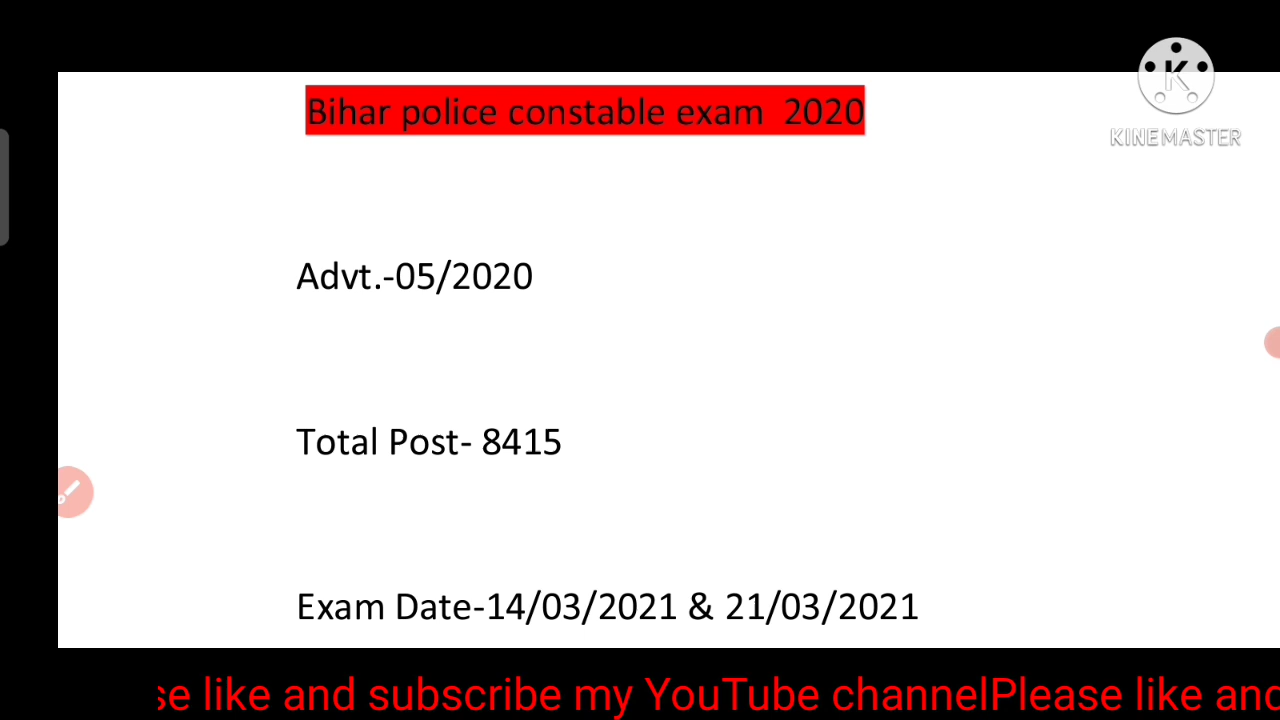 Bihar police constable exam 2020
KINEMASTER
Advt.-05/2020
Total Post- 8415
Exam Date-14/03/2021 & 21/03/2021
like and subscribe my YouTube channelPlease like and